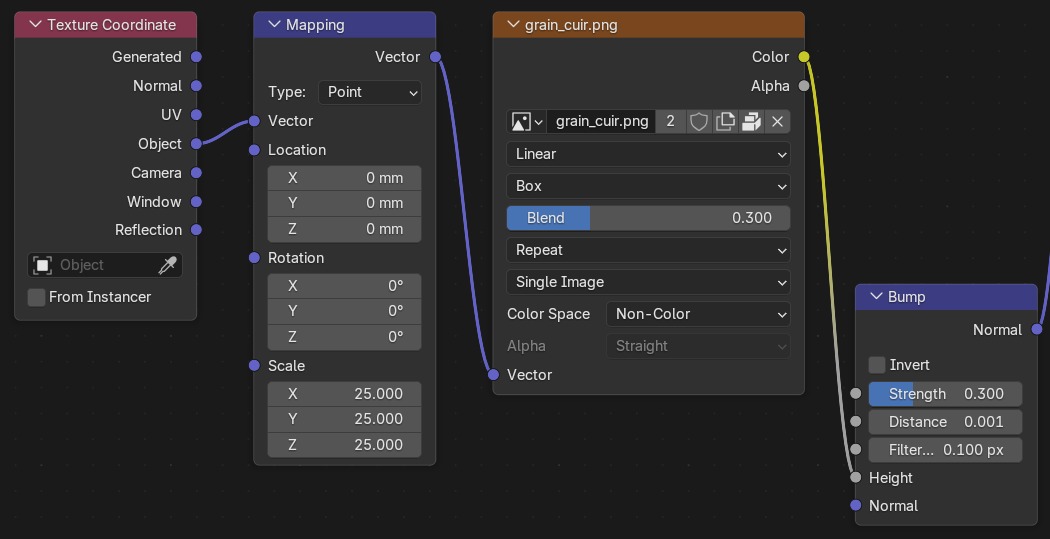 Texture Coordinate
Generated
Normal
UV
Object
Camera
Window
Reflection
Object
From Instancer
Mapping
Vector
Type: Point
Vector
Location
X 0 mm
Y 0 mm
Z 0 mm
Rotation
X 0°
Y 0°
Z 0°
Scale
X 25.000
Y 25.000
Z 25.000
grain_cuir.png
Color
Alpha
grain_cuir.png 2
Linear
Box
Blend 0.300
Repeat
Single Image
Color Space Non-Color
Alpha Straight
Vector
Bump
Normal
Invert
Strength 0.300
Distance 0.001
Filter... 0.100 px
Height
Normal